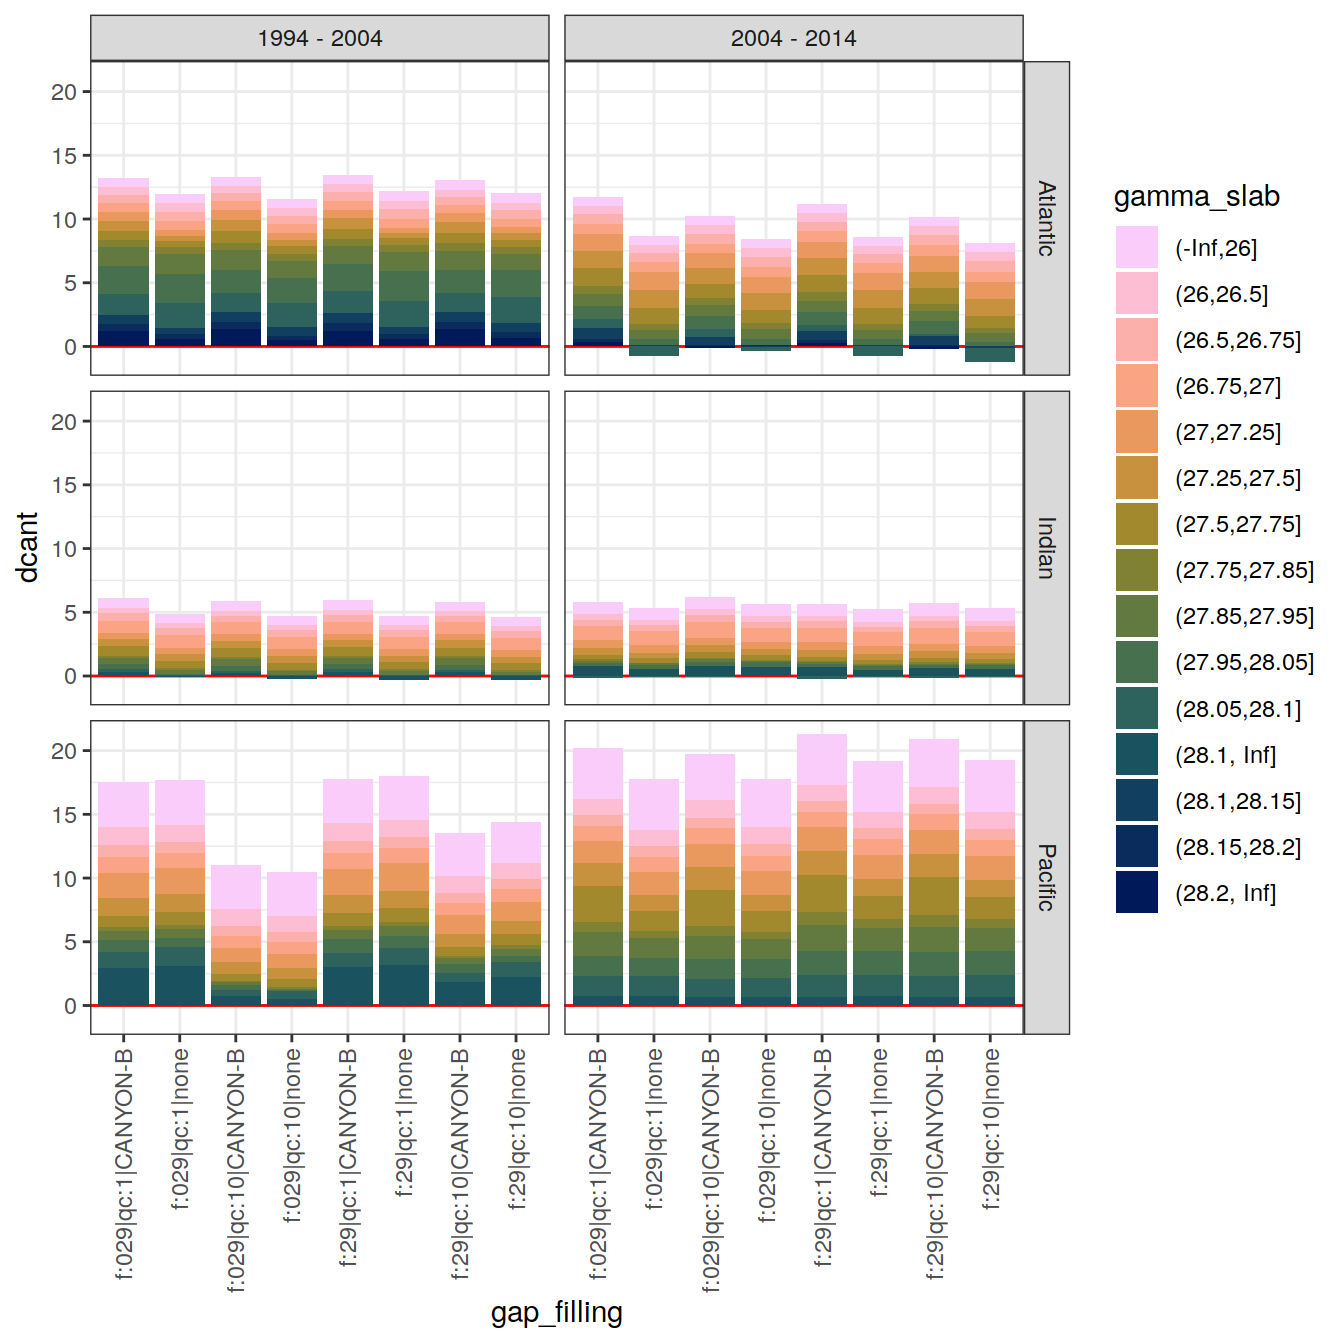 1994 - 2004
2004 - 2014
20
15
10
5
0
Atlantic
20
15
10
5
0
Indian
20
15
10
5
0
Pacific
dcant
f:029|qc:1|CANYON-B
f:029|qc:1|none
f:029|qc:10|CANYON-B
f:029|qc:10|none
f:29|qc:1|CANYON-B
f:29|qc:1|none
f:29|qc:10|CANYON-B
f:29|qc:10|none
f:029|qc:1|CANYON-B
f:029|qc:1|none
f:029|qc:10|CANYON-B
f:029|qc:10|none
f:29|qc:1|CANYON-B
f:29|qc:1|none
f:29|qc:10|CANYON-B
f:29|qc:10|none
gap_filling
gamma_slab
(-Inf,26]
(26,26.5]
(26.5,26.75]
(26.75,27]
(27,27.25]
(27.25,27.5]
(27.5,27.75]
(27.75,27.85]
(27.85,27.95]
(27.95,28.05]
(28.05,28.1]
(28.1, Inf]
(28.1,28.15]
(28.15,28.2]
(28.2, Inf]